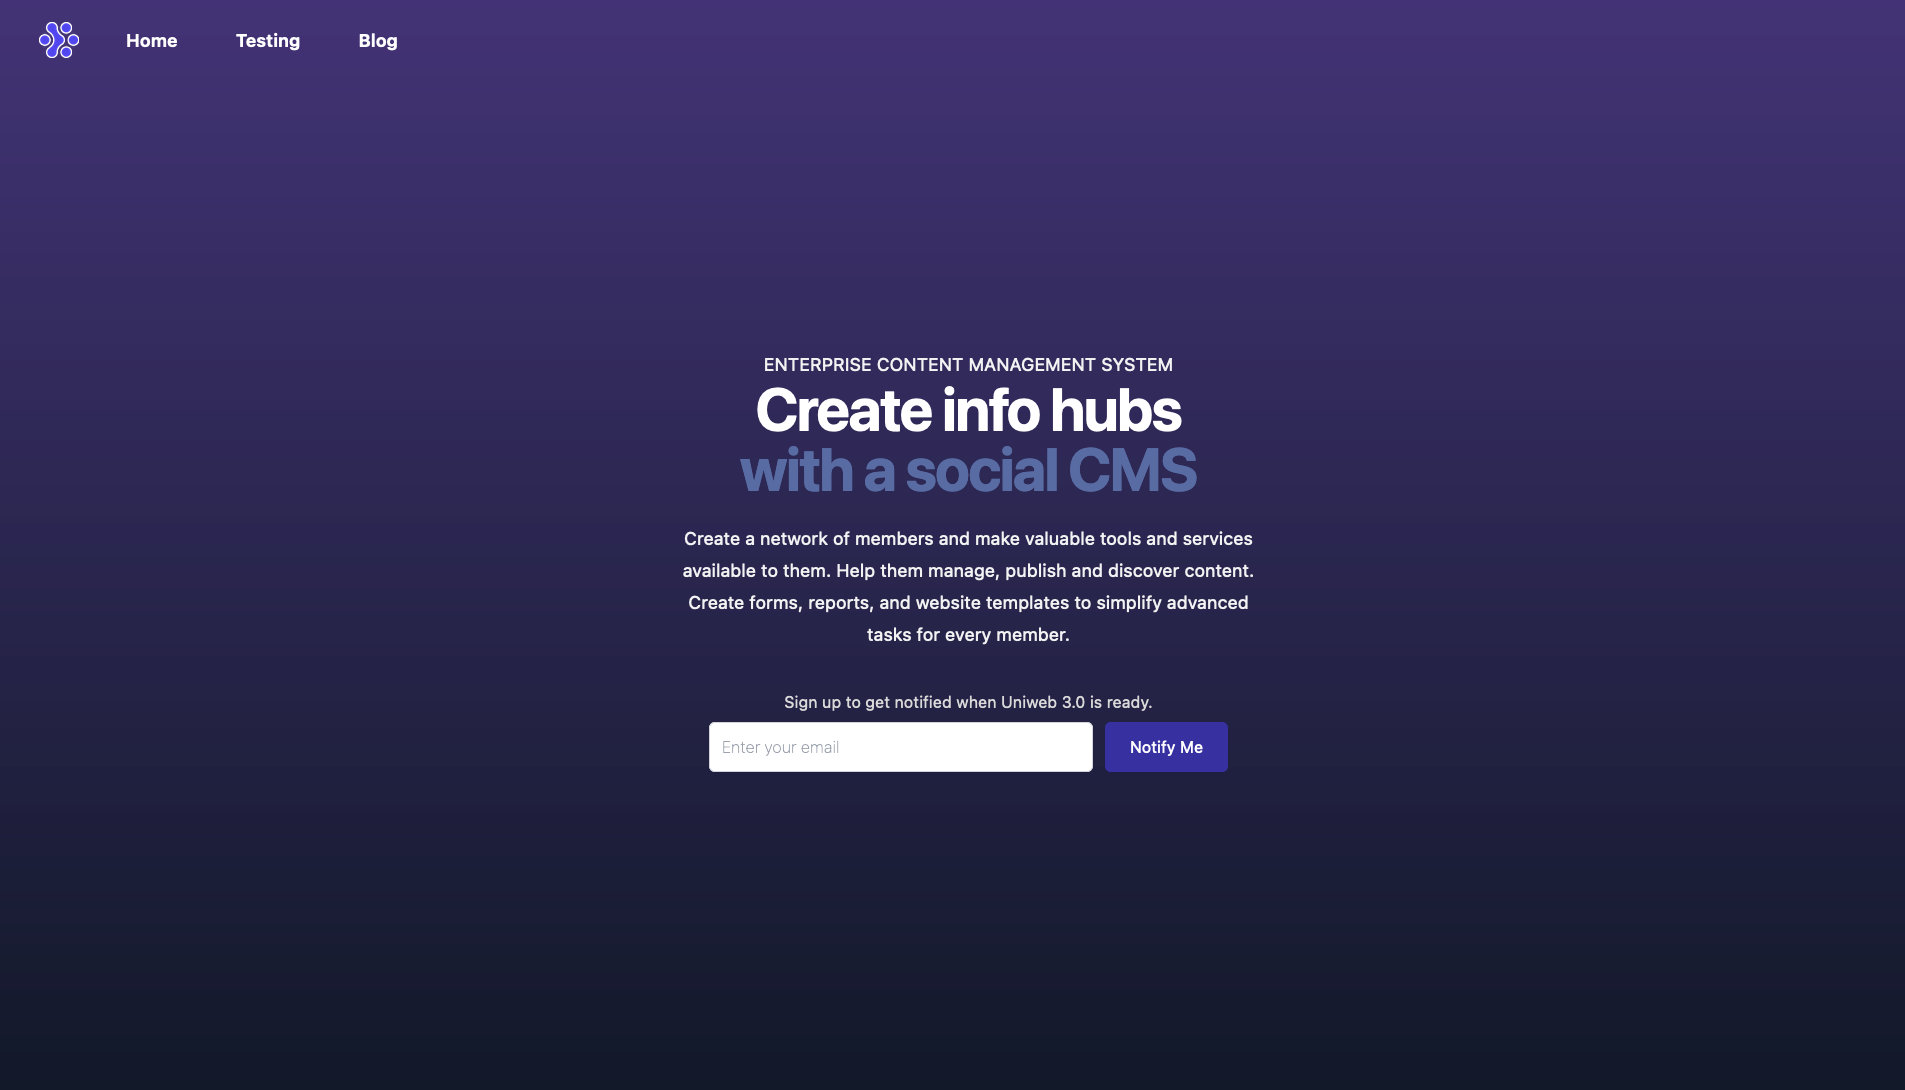 Home
Testing
Blog
ENTERPRISE CONTENT MANAGEMENT SYSTEM
Create info hubs
with a social CMS
Create a network of members and make valuable tools and services
available to them. Help them manage, publish and discover content.
Create forms, reports, and website templates to simplify advanced
tasks for every member.
Sign up to get notified when Uniweb 3.0 is ready.
Enter your email
Notify Me